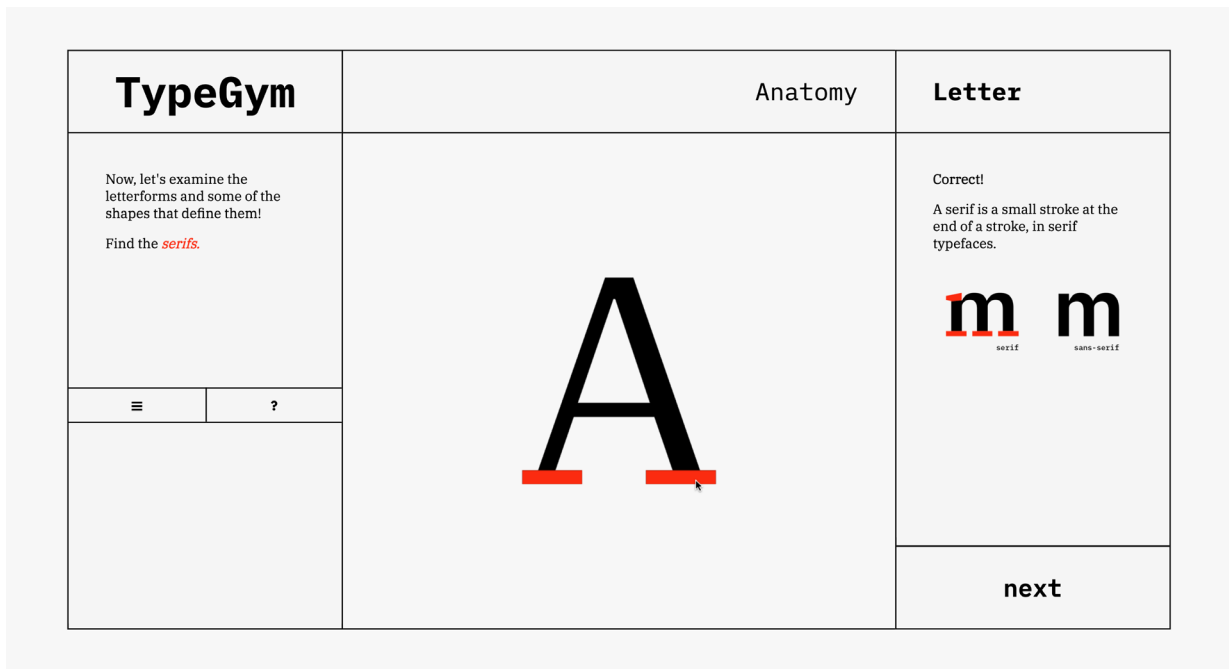 TypeGym
Anatomy
Letter
Now, let's examine the
letterforms and some of the
shapes that define them!
Find the serifs.
?
A
Correct!
A serif is a small stroke at the
end of a stroke, in serif
typefaces.
m m
serif sans-serif
next